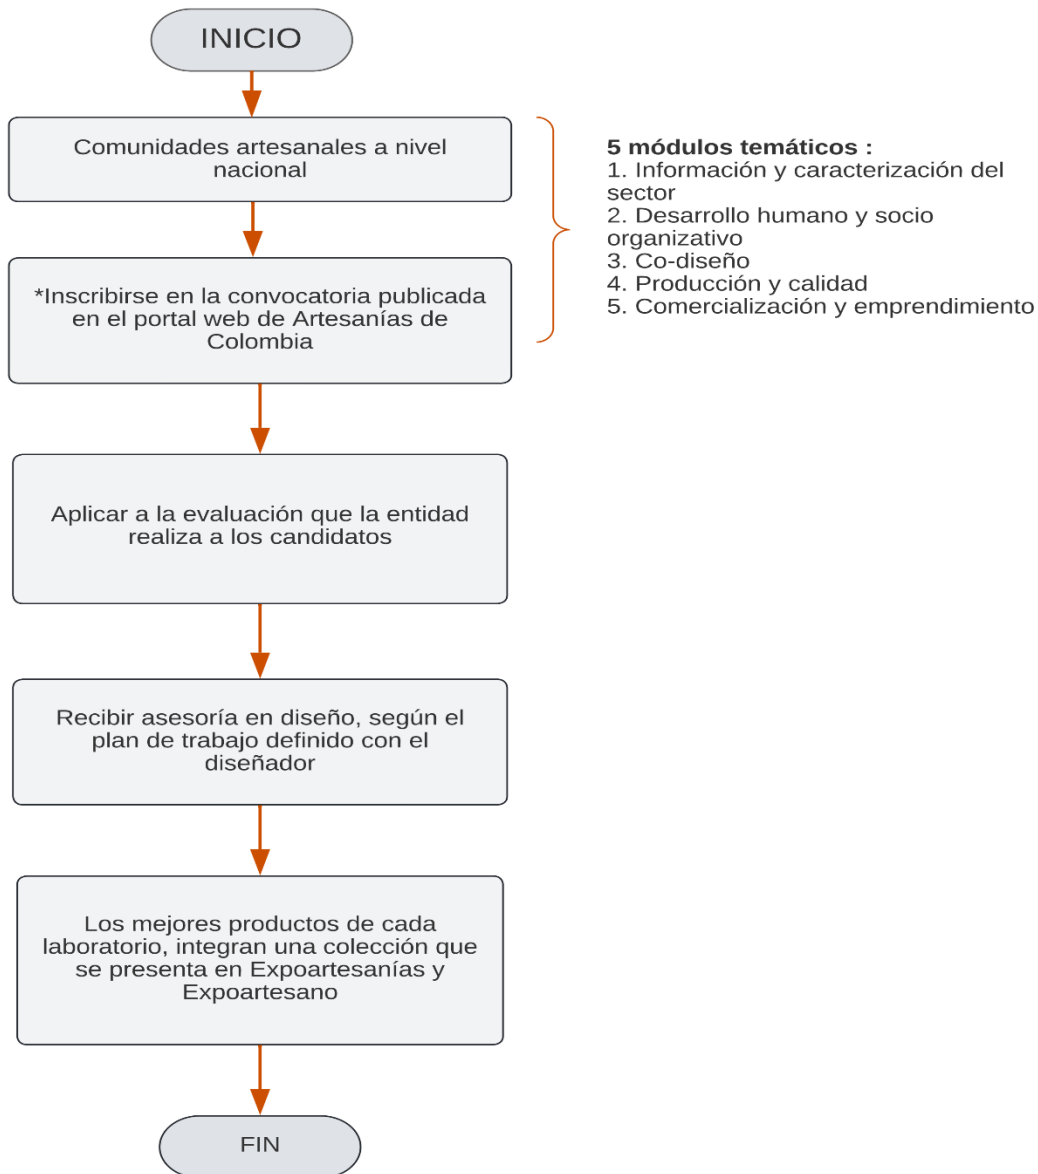 INICIO
Comunidades artesanales a nivel
nacional
5 módulos temáticos :
1. Información y caracterización del
sector
2. Desarrollo humano y socio
organizativo
3. Co-diseño
4. Producción y calidad
5. Comercialización y emprendimiento
*Inscribirse en la convocatoria publicada
en el portal web de Artesanías de
Colombia
Aplicar a la evaluación que la entidad
realiza a los candidatos
Recibir asesoría en diseño, según el
plan de trabajo definido con el
diseñador
Los mejores productos de cada
laboratorio, integran una colección que
se presenta en Expoartesanías y
Expoartesano
FIN